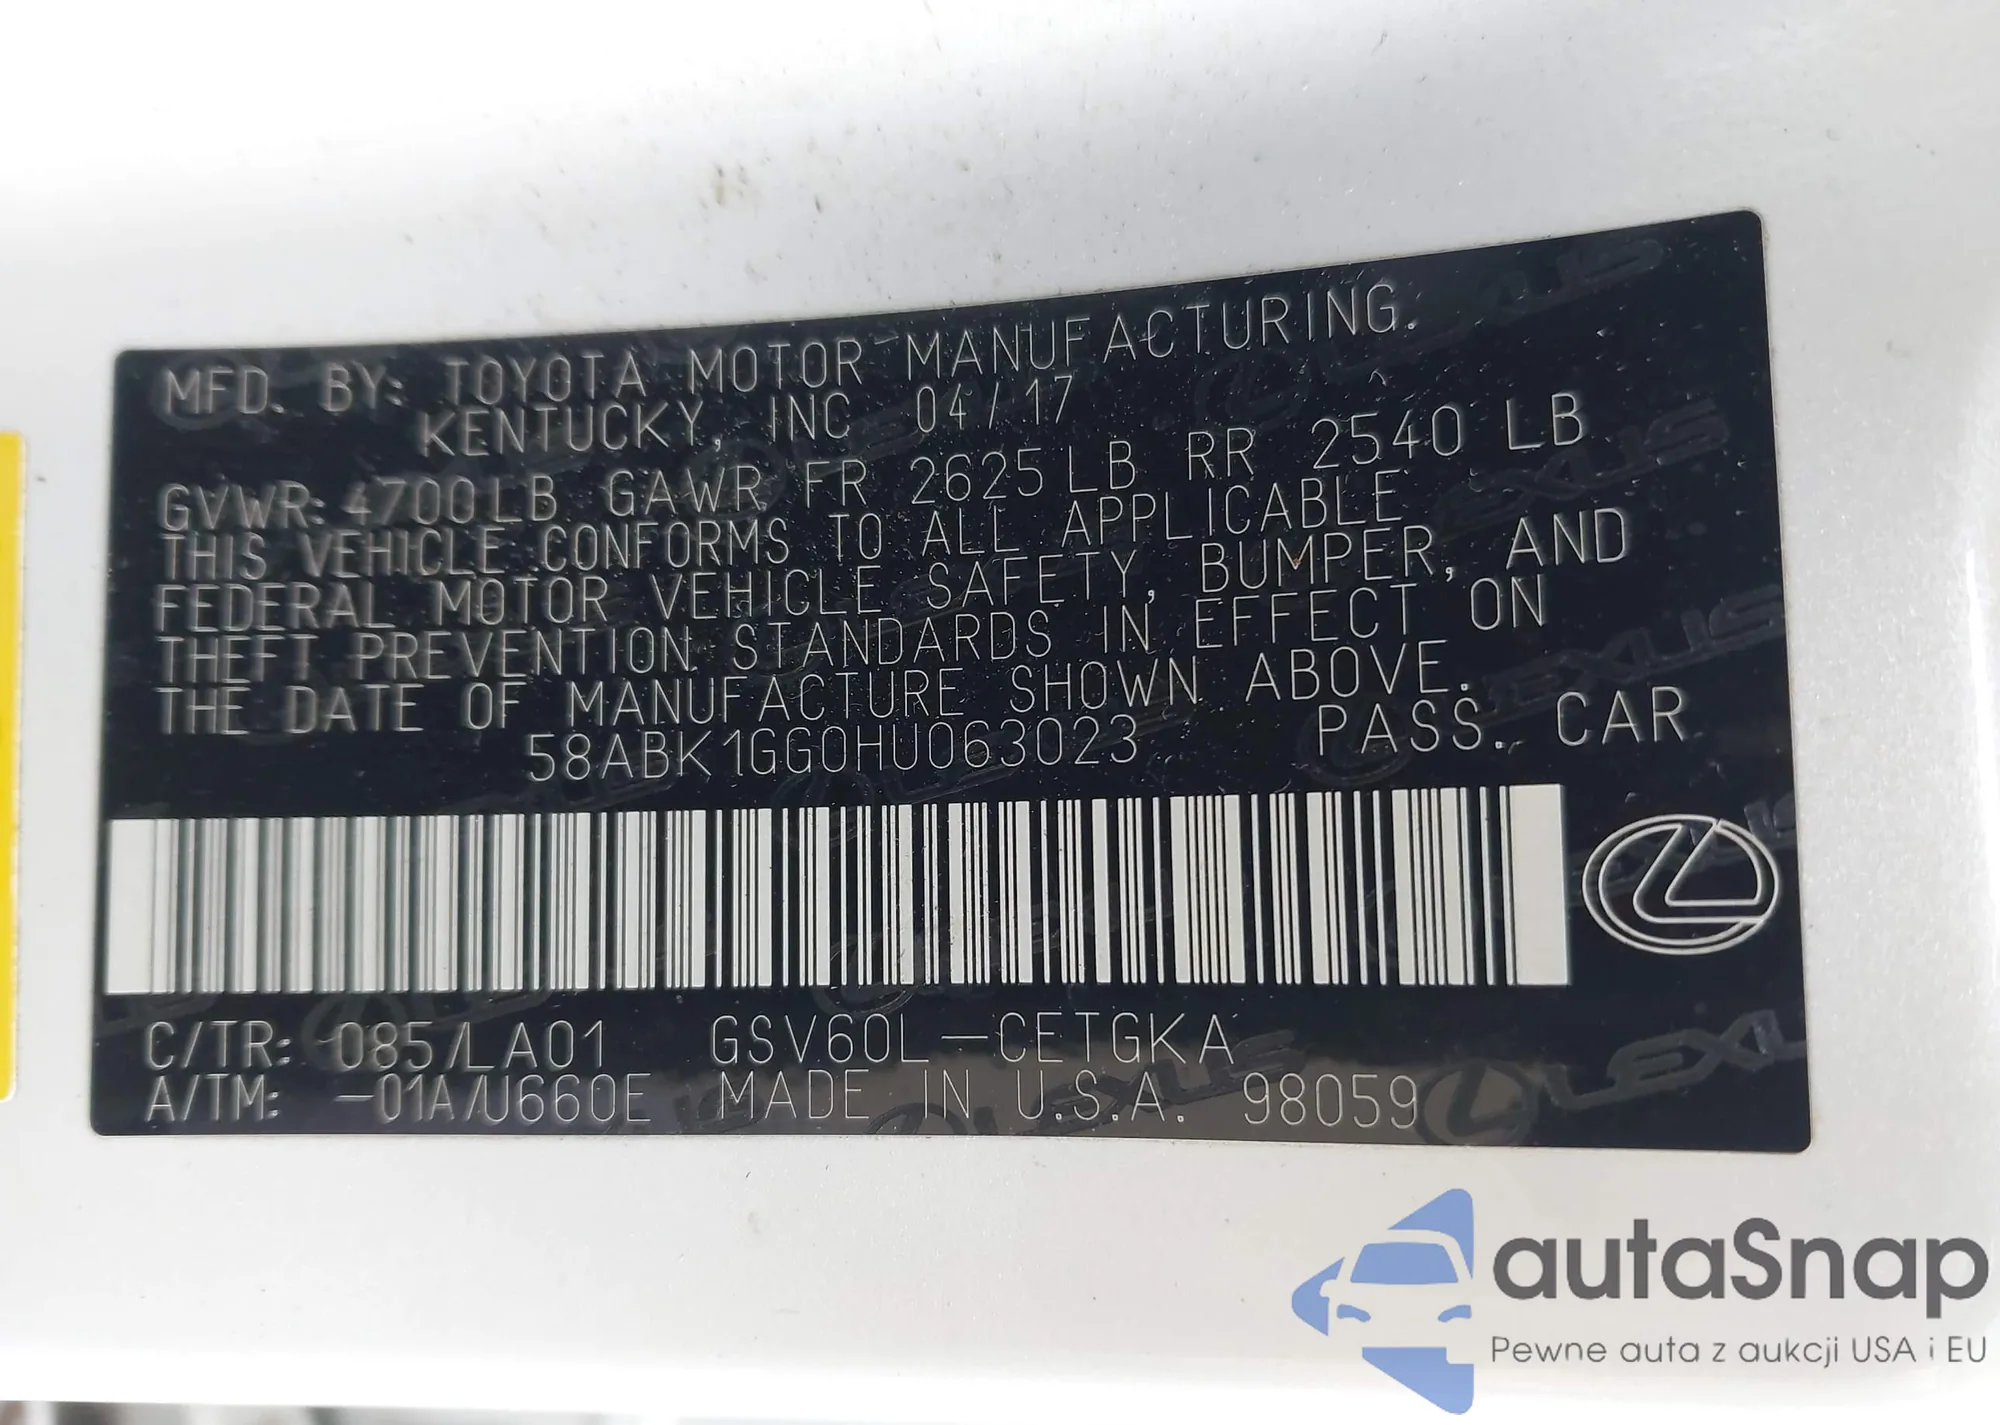 MFD. BY: TOYOTA MOTOR MANUFACTURING.
KENTUCKY, INC 04/17
GVWR: 4700LB GAWR FR 2625LB RR 2540 LB
THIS VEHICLE CONFORMS TO ALL APPLICABLE
FEDERAL MOTOR VEHICLE SAFETY, BUMPER, AND
THEFT PREVENTION STANDARDS IN EFFECT ON
THE DATE OF MANUFACTURE SHOWN ABOVE.
58ABK1GG0HU063023 PASS. CAR
C/TR: 085/LA01 GSV60L-CETGKA
A/TM: -01A/U660E MADE IN U.S.A. 98059
LEXUS
autaSnap
Pewne auta z aukcji USA i EU